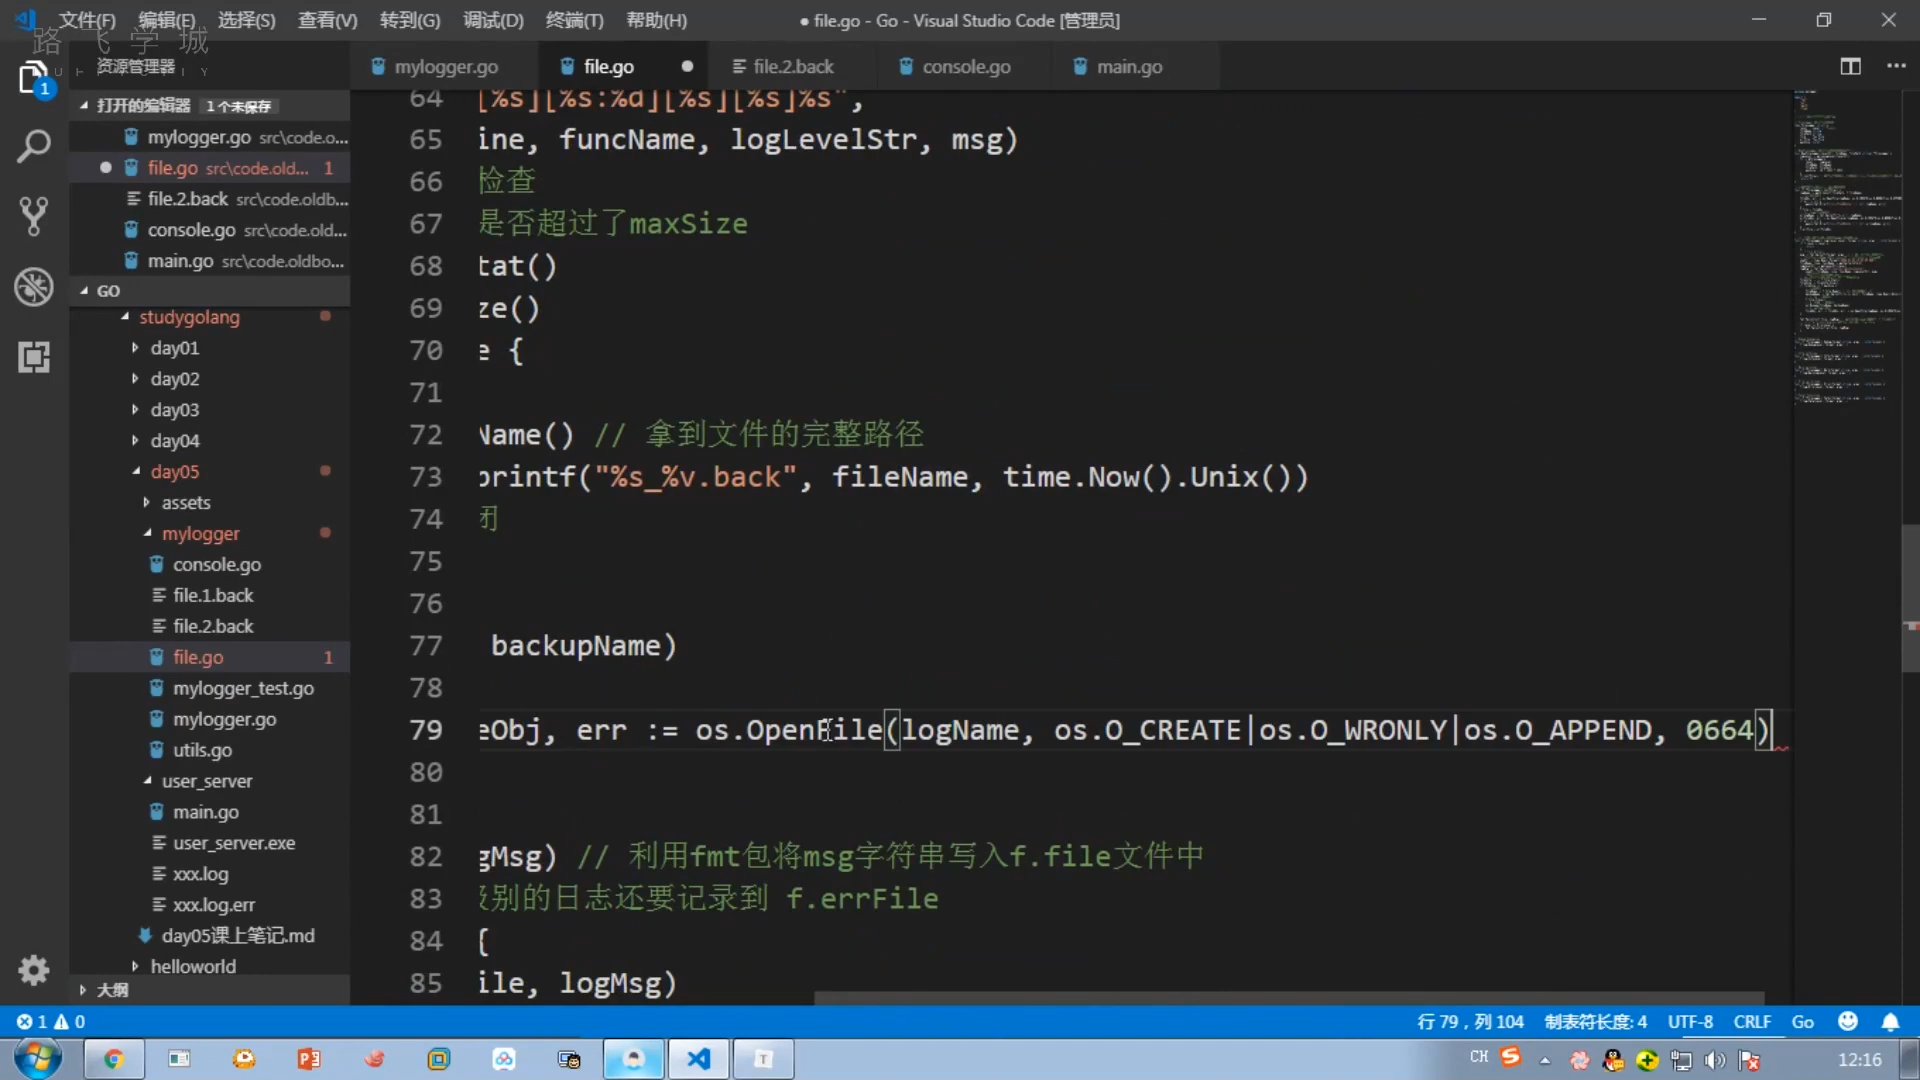 文件(F) 编辑(E) 选择(S) 查看(V) 转到(G) 调试(D) 终端(T) 帮助(H)
● file.go - Go - Visual Studio Code [管理员]
路飞学城
资源管理器
1
mylogger.go
file.go
file.2.back
console.go
main.go
打开的编辑器 1 个未保存
mylogger.go src\code.o...
file.go src\code.old... 1
file.2.back src\code.oldb...
console.go src\code.old...
main.go src\code.oldbo...
GO
studygolang
day01
day02
day03
day04
day05
assets
mylogger
console.go
file.1.back
file.2.back
file.go 1
mylogger_test.go
mylogger.go
utils.go
user_server
main.go
user_server.exe
xxx.log
xxx.log.err
day05课上笔记.md
helloworld
大纲
64 [%s][%s:%d][%s][%s]%s",
65 ine, funcName, logLevelStr, msg)
66 检查
67 是否超过了maxSize
68 tat()
69 ze()
70 e {
71
72 Name() // 拿到文件的完整路径
73 printf("%s_%v.back", fileName, time.Now().Unix())
74 闭
75
76
77 backupName)
78
79 eObj, err := os.OpenFile(logName, os.O_CREATE|os.O_WRONLY|os.O_APPEND, 0664)
80
81
82 gMsg) // 利用fmt包将msg字符串写入f.file文件中
83 级别的日志还要记录到 f.errFile
84 {
85 ile, logMsg)
1 0
行 79，列 104 制表符长度: 4 UTF-8 CRLF Go
CH
12:16